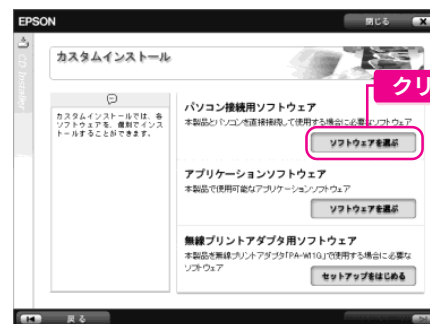 EPSON
閉じる
CD Installer
カスタムインストール
クリ
カスタムインストールでは、各
ソフトウェアを、個別でインス
トールすることができます。
パソコン接続用ソフトウェア
本製品とパソコンを直接接続して使用する場合に必要なソフトウェア
ソフトウェアを選ぶ
アプリケーションソフトウェア
本製品で使用可能なアプリケーションソフトウェア
ソフトウェアを選ぶ
無線プリントアダプタ用ソフトウェア
本製品を無線プリントアダプタ「PA-W11G」で使用する場合に必要な
ソフトウェア
セットアップをはじめる
戻る